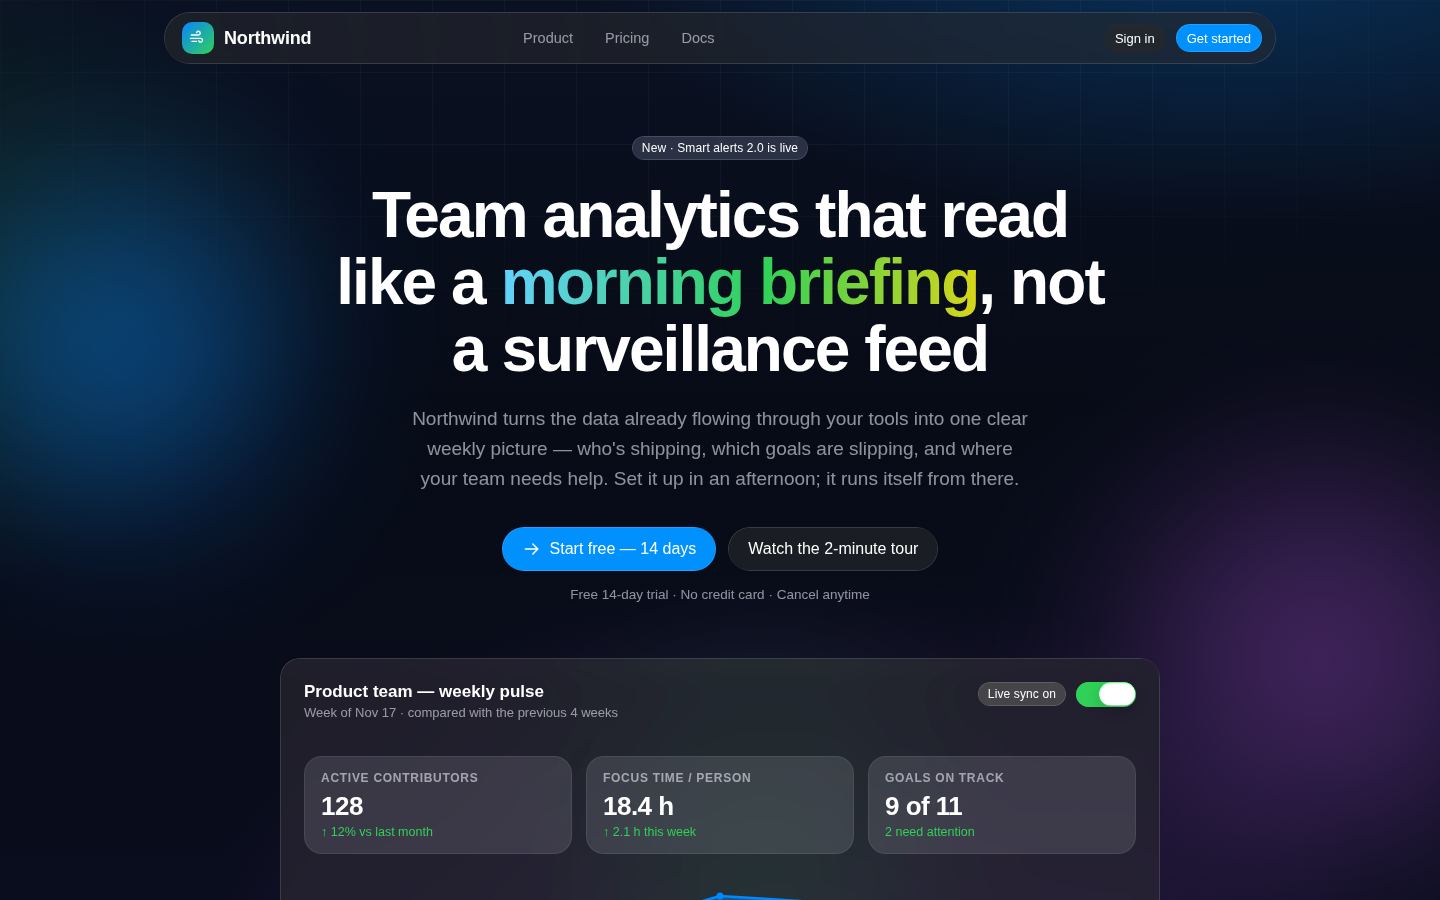 Northwind
Product
Pricing
Docs
Sign in
Get started
New · Smart alerts 2.0 is live
Team analytics that read
like a morning briefing, not
a surveillance feed
Northwind turns the data already flowing through your tools into one clear
weekly picture — who's shipping, which goals are slipping, and where
your team needs help. Set it up in an afternoon; it runs itself from there.
Start free — 14 days
Watch the 2-minute tour
Free 14-day trial · No credit card · Cancel anytime
Product team — weekly pulse
Week of Nov 17 · compared with the previous 4 weeks
Live sync on
ACTIVE CONTRIBUTORS
128
↑ 12% vs last month
FOCUS TIME / PERSON
18.4 h
↑ 2.1 h this week
GOALS ON TRACK
9 of 11
2 need attention